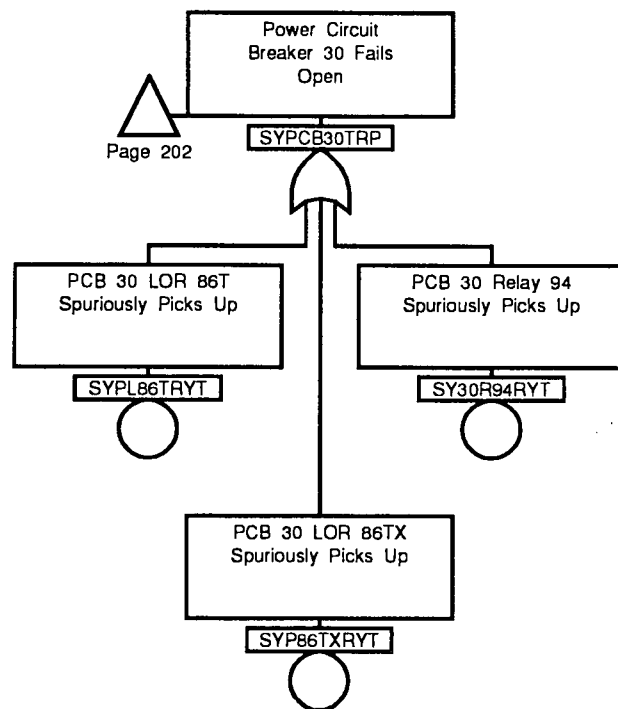 Power Circuit
Breaker 30 Fails
Open
Page 202
SYPCB30TRP
PCB 30 LOR 86T
Spuriously Picks Up
PCB 30 Relay 94
Spuriously Picks Up
SYPL86TRYT
SY30R94RYT
PCB 30 LOR 86TX
Spuriously Picks Up
SYP86TXRYT